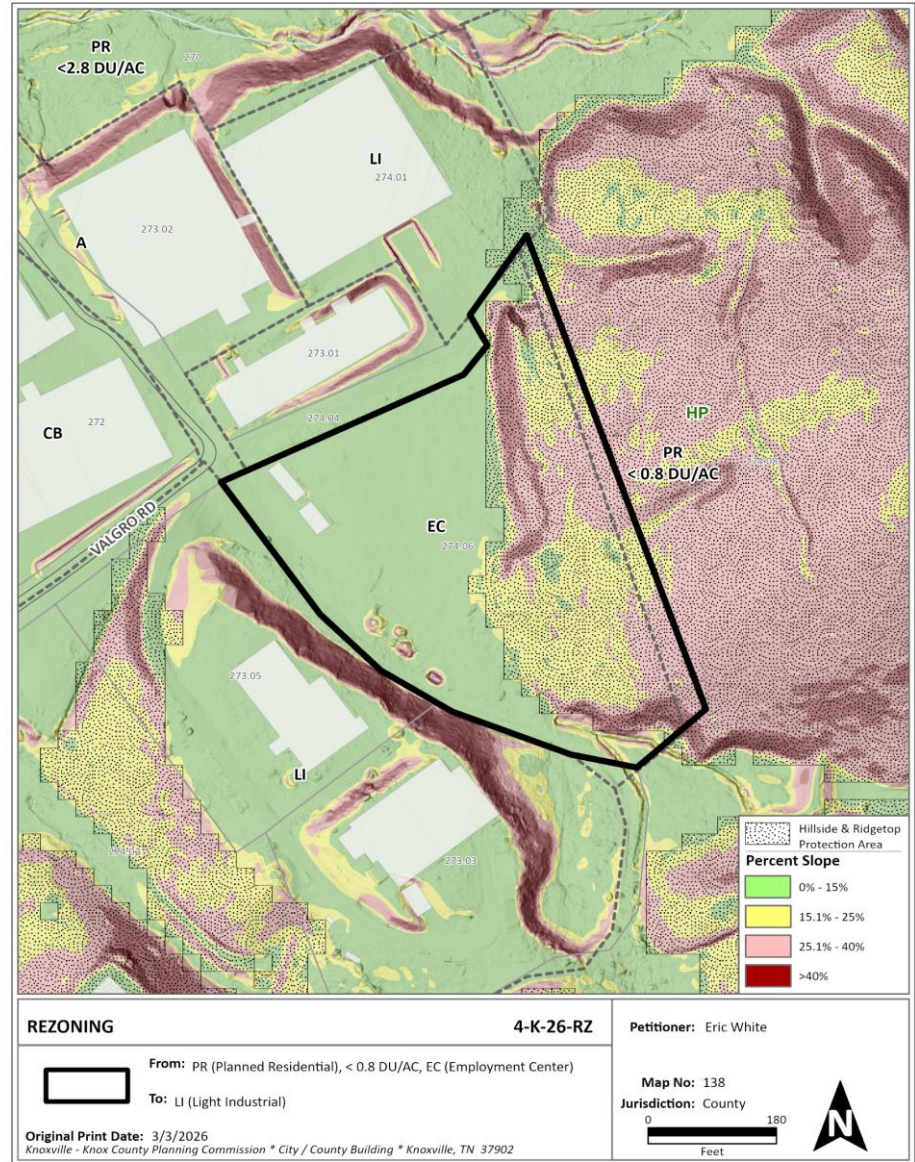 PR
<2.8 DU/AC
270
LI
274.01
273.02
A
273.01
274.04
CB
272
HP
PR
< 0.8 DU/AC
EC
274.06
VALGRO RD
273.05
LI
273.03
Hillside & Ridgetop
Protection Area
Percent Slope
0% - 15%
15.1% - 25%
25.1% - 40%
>40%
REZONING
4-K-26-RZ
From: PR (Planned Residential), < 0.8 DU/AC, EC (Employment Center)
To: LI (Light Industrial)
Original Print Date: 3/3/2026
Knoxville - Knox County Planning Commission * City / County Building * Knoxville, TN 37902
Petitioner: Eric White
Map No: 138
Jurisdiction: County
0 180
Feet
N